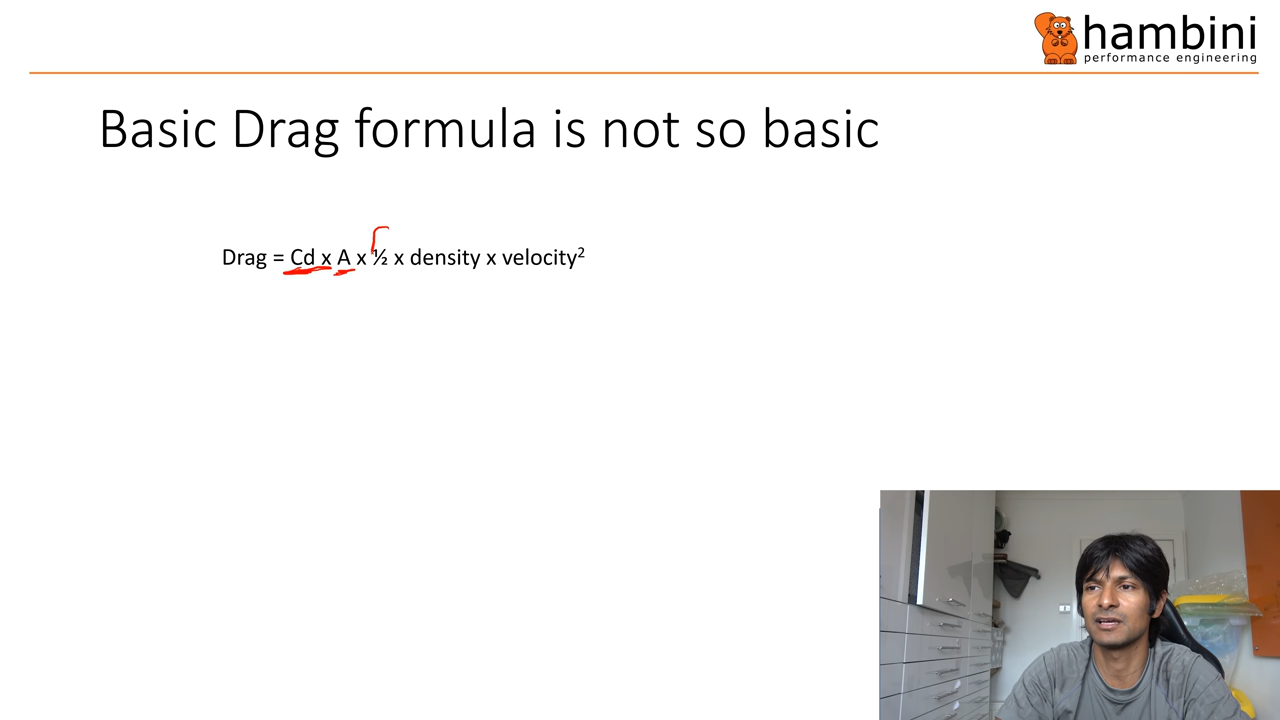 hambini
performance engineering
Basic Drag formula is not so basic
Drag = Cd x A x ½ x density x velocity²